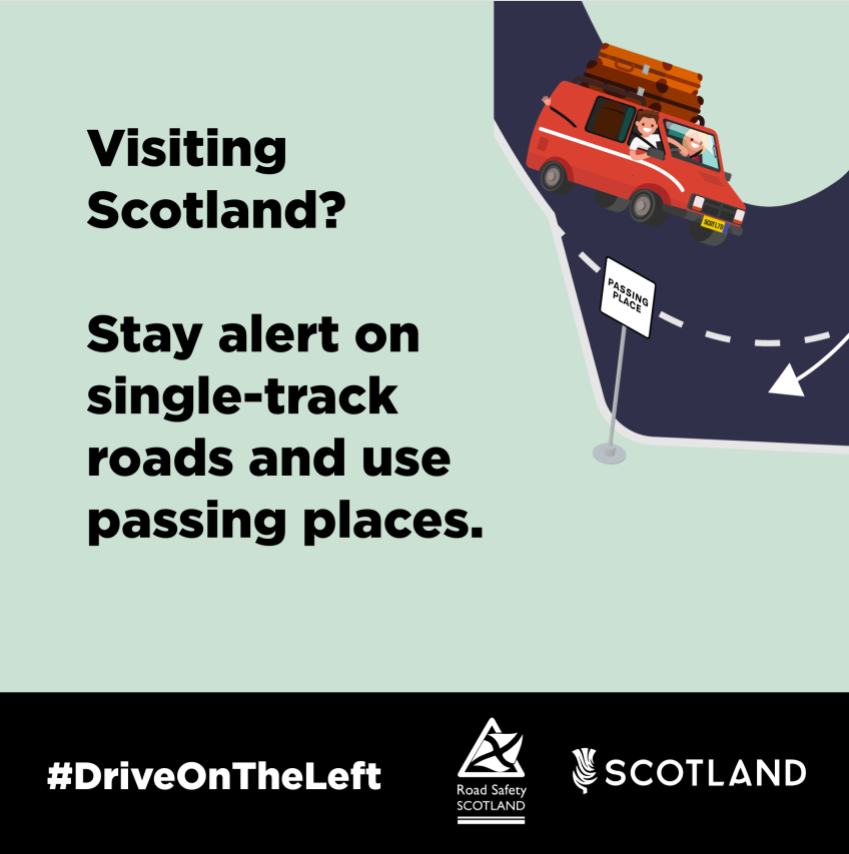 Visiting
Scotland?
Stay alert on
single-track
roads and use
passing places.
PASSING
PLACE
#DriveOnTheLeft
Road Safety
SCOTLAND
SCOTLAND